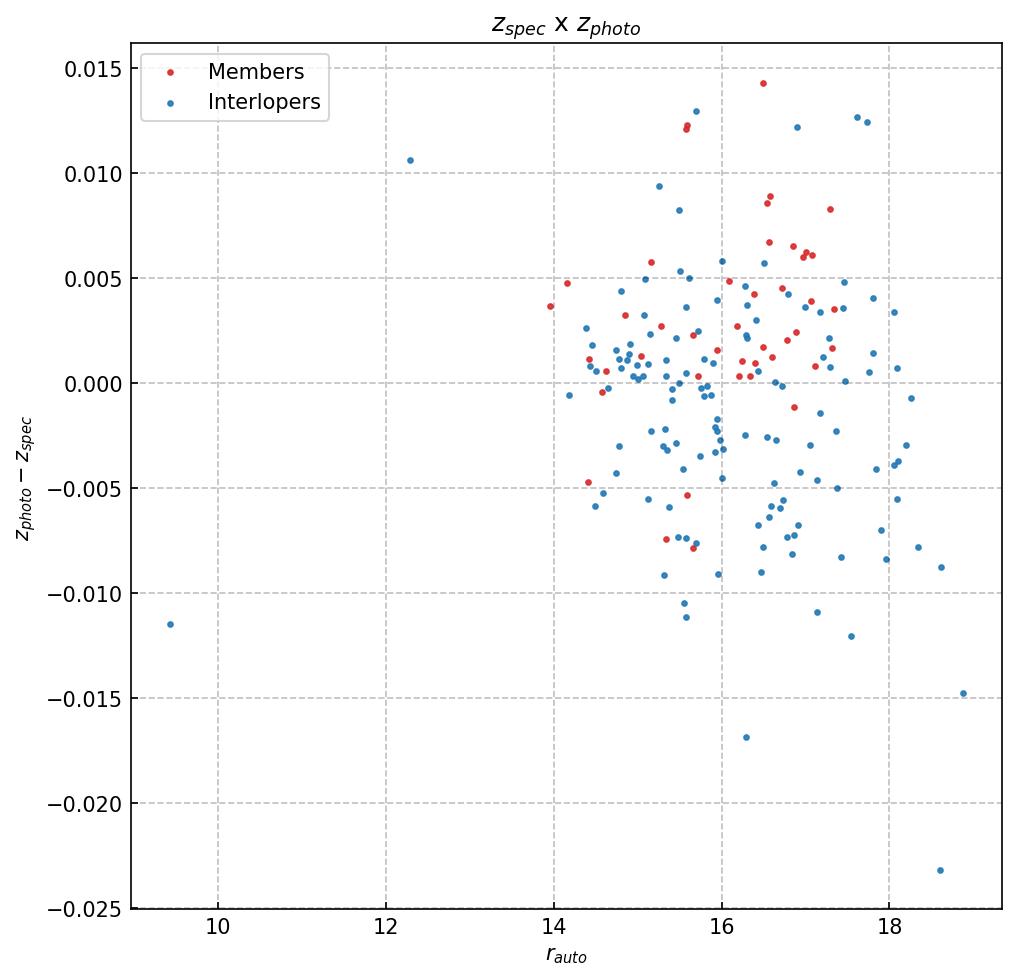 z_spec x z_photo
Members
Interlopers
0.015
0.010
0.005
0.000
−0.005
−0.010
−0.015
−0.020
−0.025
z_photo − z_spec
10 12 14 16 18
r_auto